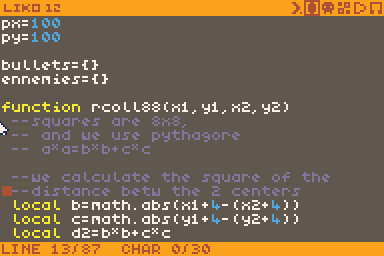 LIKO 12
px=100
py=100
bullets={}
ennemies={}
function rcoll88(x1,y1,x2,y2)
--squares are 8x8,
-- and we use pythagore
-- a*a=b*b+c*c
--we calculate the square of the
--distance betw the 2 centers
local b=math.abs(x1+4-(x2+4))
local c=math.abs(y1+4-(y2+4))
local d2=b*b+c*c
LINE 13/87 CHAR 0/30